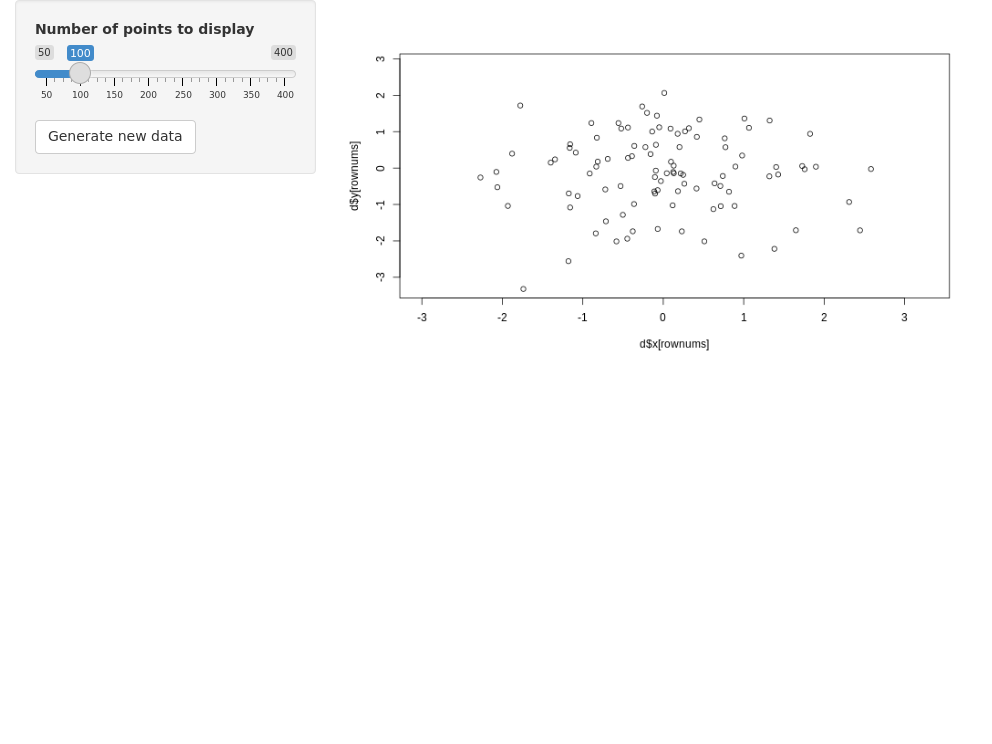 Number of points to display
50 100 400
50 100 150 200 250 300 350 400
Generate new data
3
2
1
0
-1
-2
-3
d$y[rownums]
-3 -2 -1 0 1 2 3
d$x[rownums]